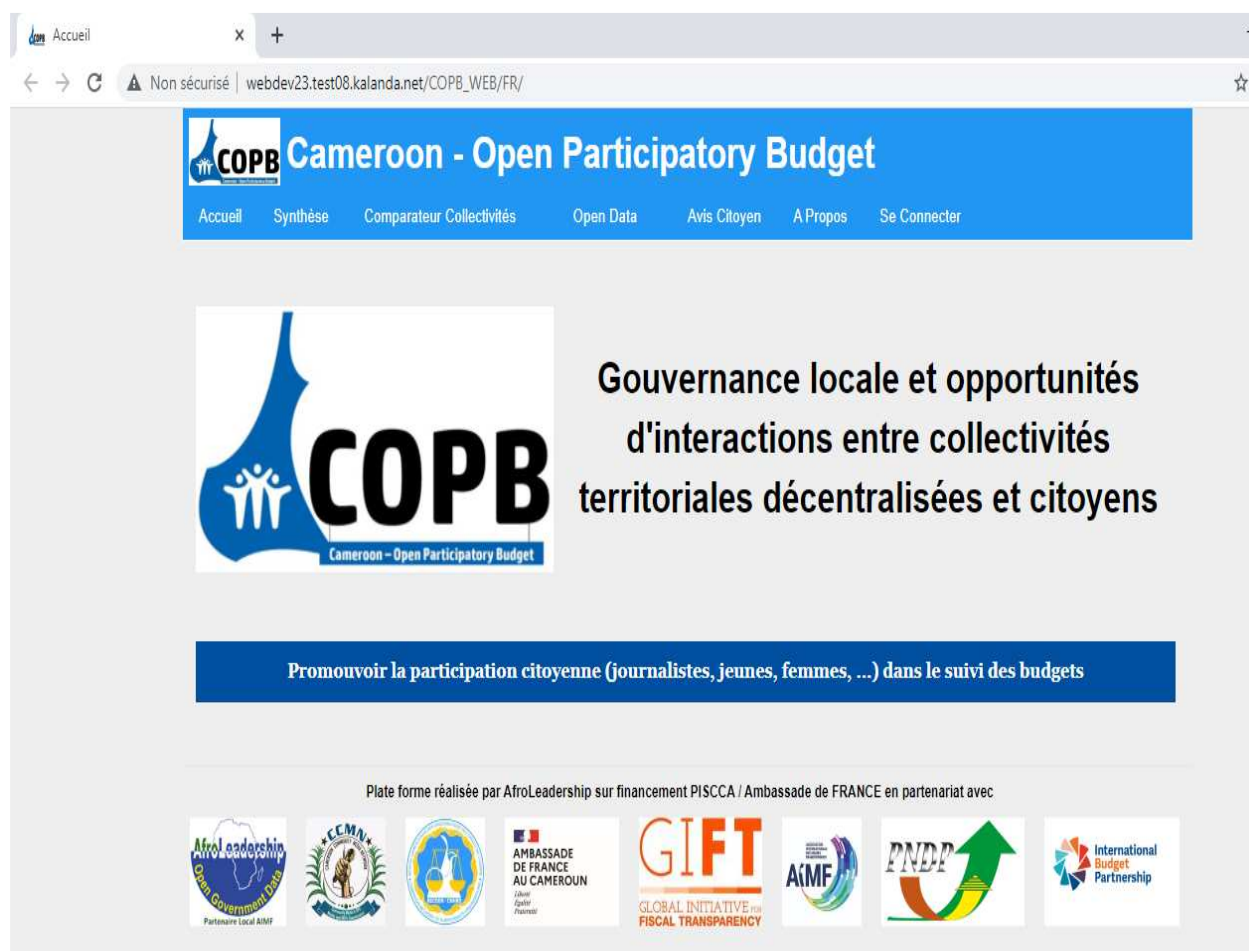 Accueil
Non sécurisé | webdev23.test08.kalanda.net/COPB_WEB/FR/
COPB
Cameroon - Open Participatory Budget
Accueil Synthèse Comparateur Collectivités Open Data Avis Citoyen A Propos Se Connecter
COPB
Cameroon – Open Participatory Budget
Gouvernance locale et opportunités
d'interactions entre collectivités
territoriales décentralisées et citoyens
Promouvoir la participation citoyenne (journalistes, jeunes, femmes, ...) dans le suivi des budgets
Plate forme réalisée par AfroLeadership sur financement PISCCA / Ambassade de FRANCE en partenariat avec
AfroLeadership
Open Government Data
Partenaire Local AIMF
CCMN
AMBASSADE
DE FRANCE
AU CAMEROUN
Liberté
Égalité
Fraternité
GIFT
GLOBAL INITIATIVE FOR
FISCAL TRANSPARENCY
AIMF
PNDP
International
Budget
Partnership